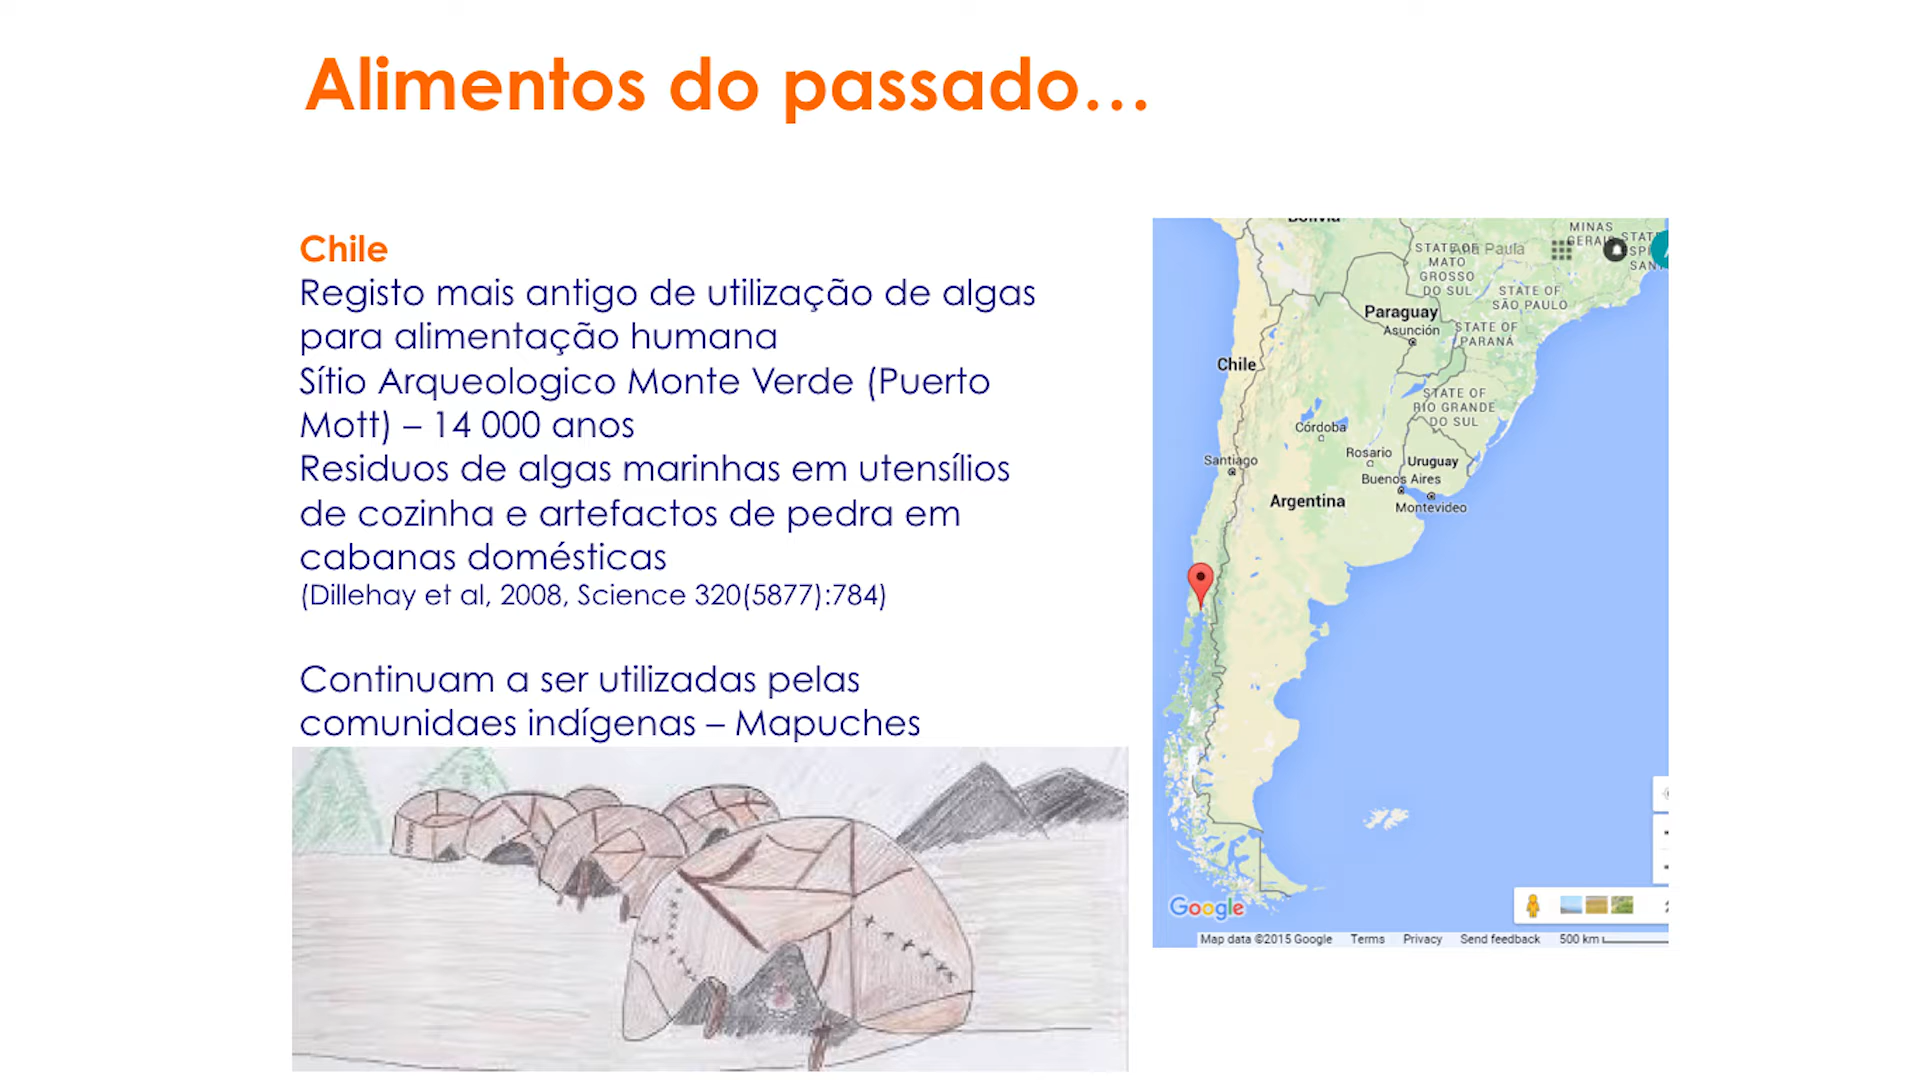 Alimentos do passado...
Chile
Registo mais antigo de utilização de algas
para alimentação humana
Sítio Arqueologico Monte Verde (Puerto
Mott) – 14 000 anos
Residuos de algas marinhas em utensílios
de cozinha e artefactos de pedra em
cabanas domésticas
(Dillehay et al, 2008, Science 320(5877):784)
Continuam a ser utilizadas pelas
comunidaes indígenas – Mapuches
Bolivia
MINAS
GERAIS
STATE OF
MATO
GROSSO
DO SUL
Ana Paula
STATE OF
SÃO PAULO
Paraguay
Asunción
STATE OF
PARANÁ
Chile
STATE OF
RIO GRANDE
DO SUL
Córdoba
Rosario
Santiago
Uruguay
Buenos Aires
Argentina
Montevideo
Google
Map data ©2015 Google Terms Privacy Send feedback 500 km